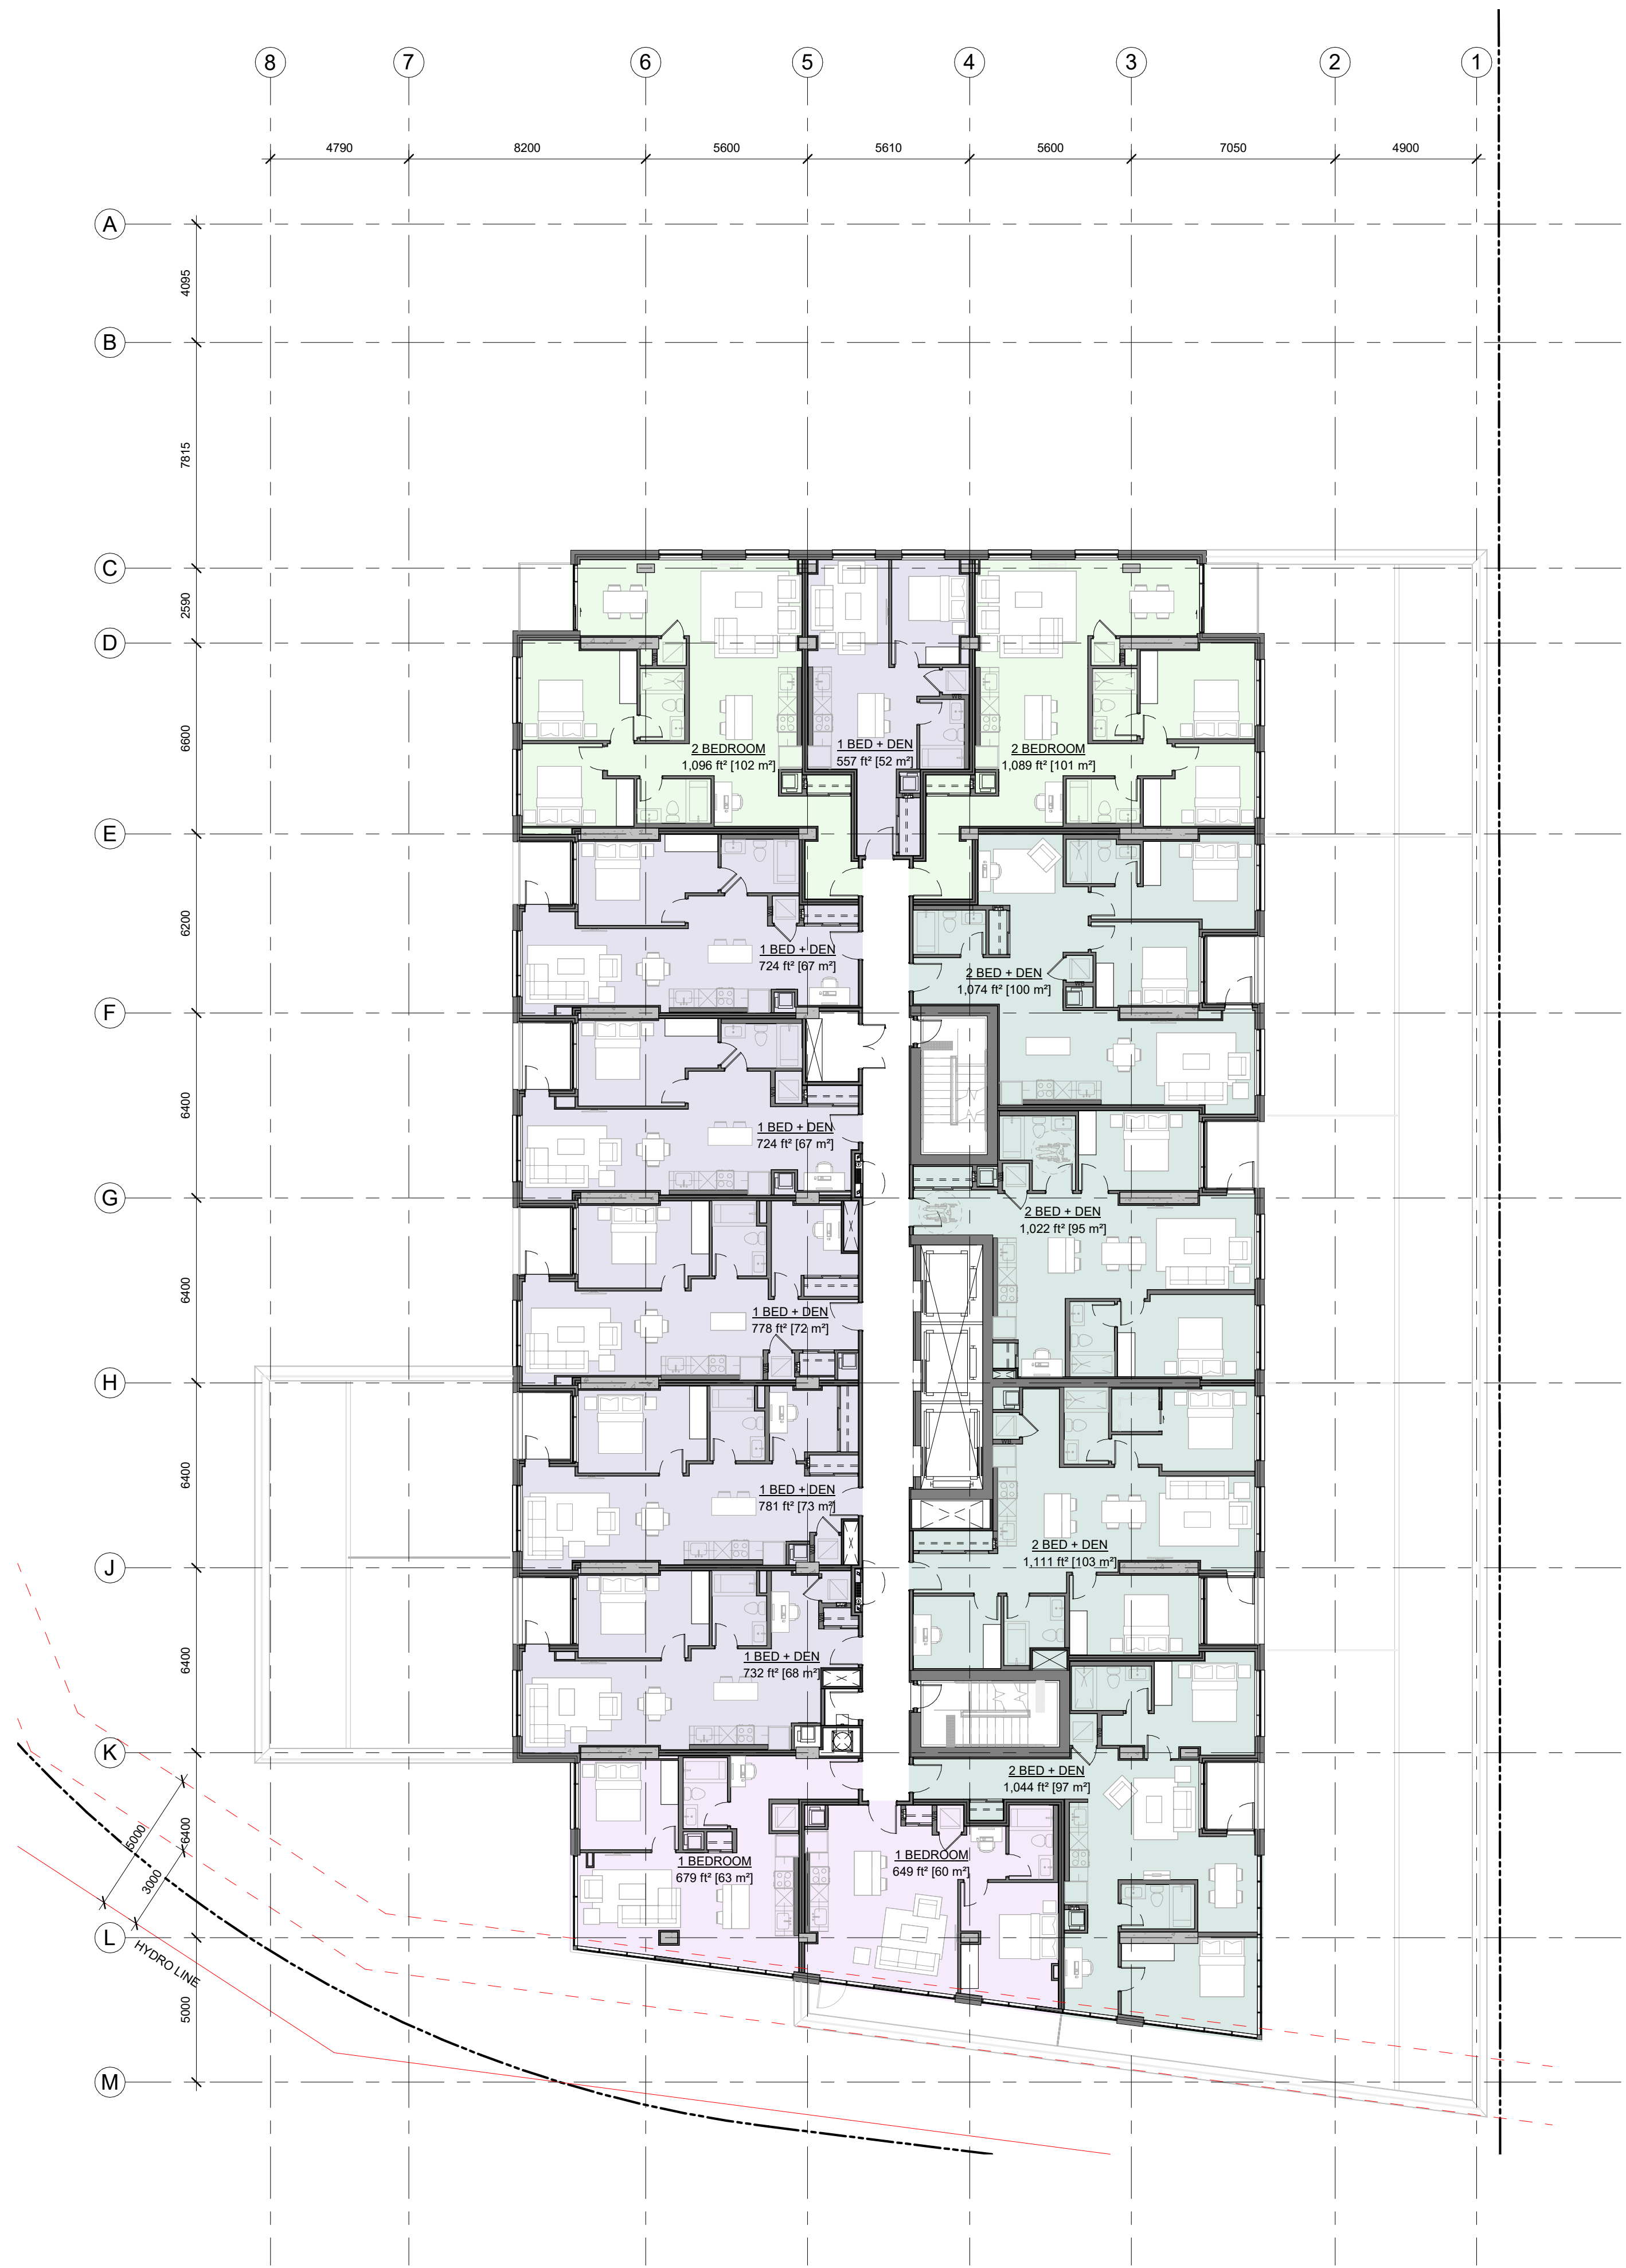 8 7 6 5 4 3 2 1
4790 8200 5600 5610 5600 7050 4900
A
4095
B
7815
C
2590
D
6600
2 BEDROOM
1,096 ft² [102 m²]
1 BED + DEN
557 ft² [52 m²]
2 BEDROOM
1,089 ft² [101 m²]
E
6200
1 BED + DEN
724 ft² [67 m²]
2 BED + DEN
1,074 ft² [100 m²]
F
6400
1 BED + DEN
724 ft² [67 m²]
G
2 BED + DEN
1,022 ft² [95 m²]
6400
1 BED + DEN
778 ft² [72 m²]
H
6400
1 BED + DEN
781 ft² [73 m²]
2 BED + DEN
1,111 ft² [103 m²]
J
6400
1 BED + DEN
732 ft² [68 m²]
K
2 BED + DEN
1,044 ft² [97 m²]
6400
5000
3000
1 BEDROOM
679 ft² [63 m²]
1 BEDROOM
649 ft² [60 m²]
L
HYDRO LINE
5000
M